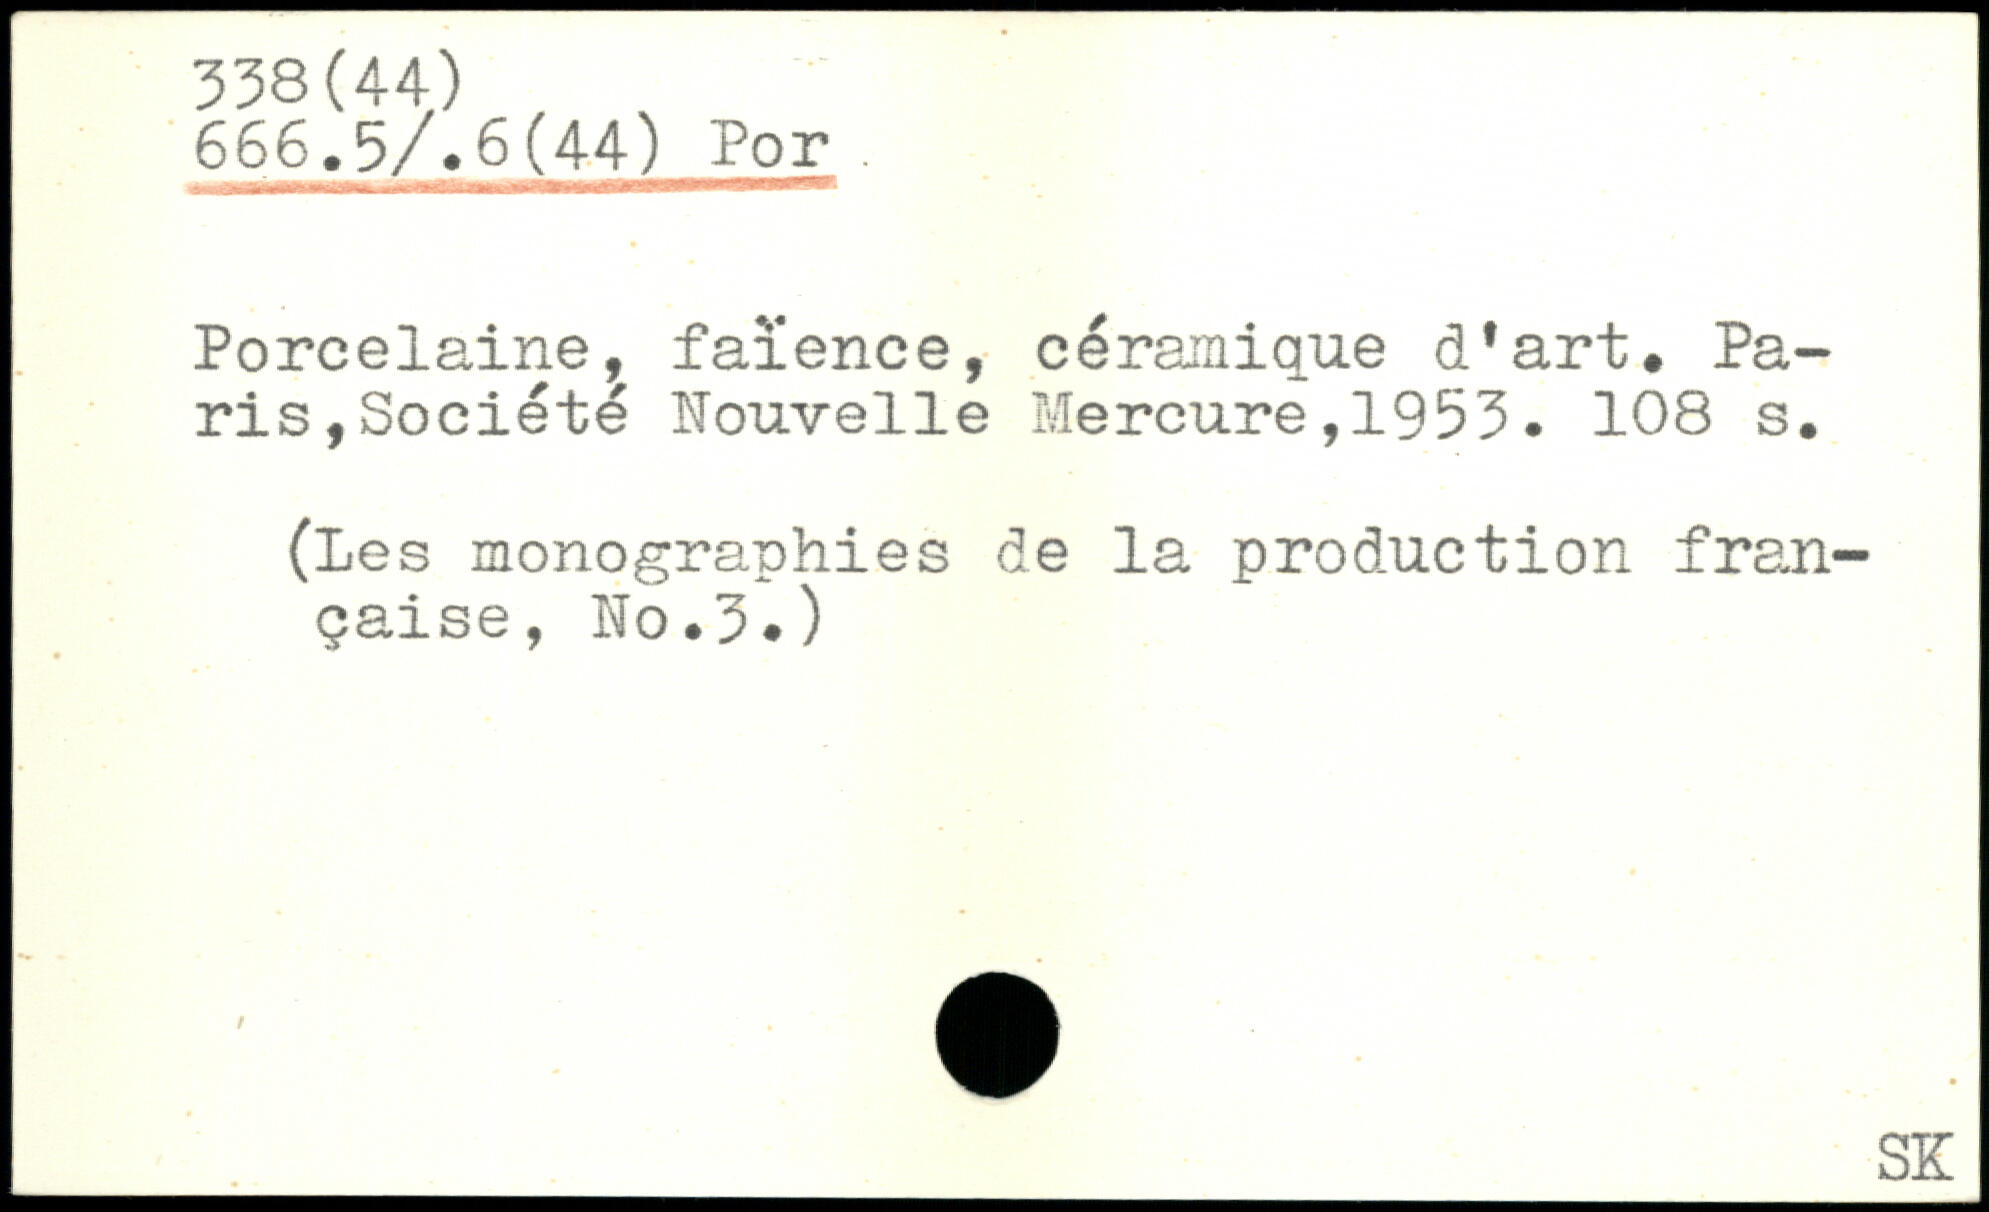 338(44)
666.5/.6(44) Por
Porcelaine, faïence, céramique d'art. Pa-
ris,Société Nouvelle Mercure,1953. 108 s.
(Les monographies de la production fran-
çaise, No.3.)
SK